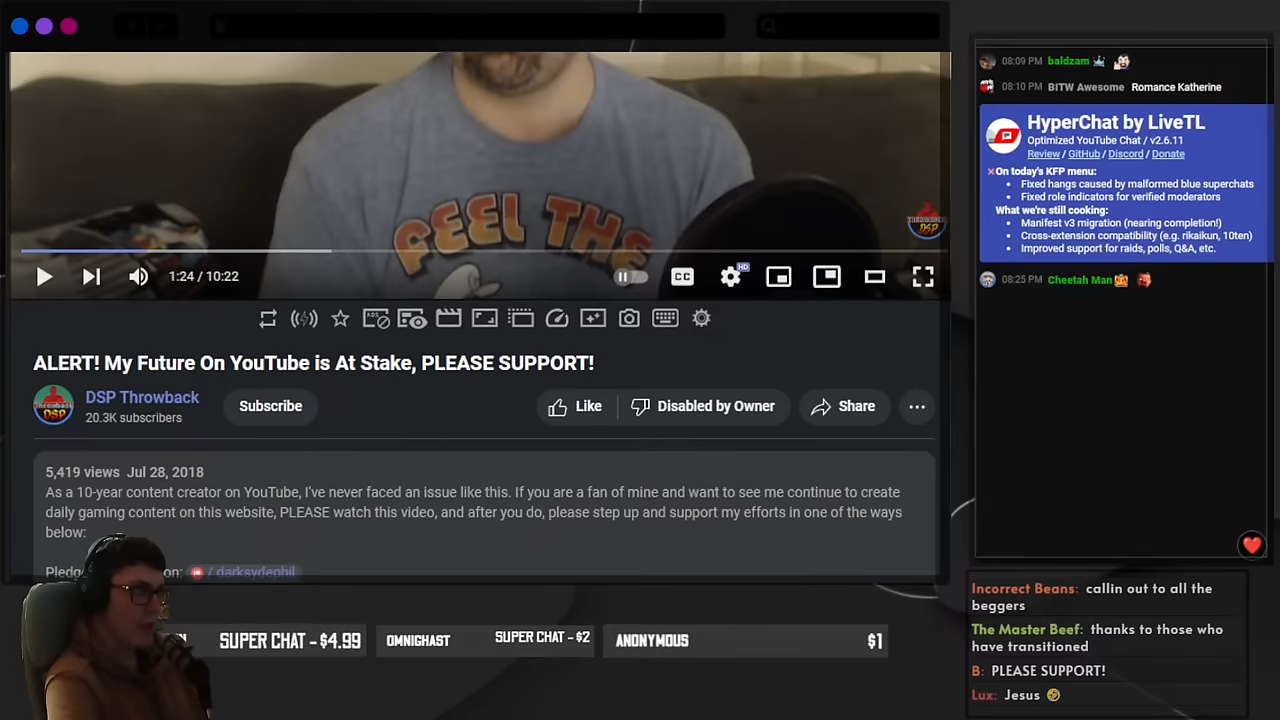 FEEL THE
THROWBACK
DSP
1:24 / 10:22
CC
HD
ADS
ALERT! My Future On YouTube is At Stake, PLEASE SUPPORT!
DSP Throwback
20.3K subscribers
Subscribe
Like
Disabled by Owner
Share
5,419 views Jul 28, 2018
As a 10-year content creator on YouTube, I've never faced an issue like this. If you are a fan of mine and want to see me continue to create
daily gaming content on this website, PLEASE watch this video, and after you do, please step up and support my efforts in one of the ways
below:
on: / darksydephil
SUPER CHAT - $4.99
OMNIGHAST SUPER CHAT - $2
ANONYMOUS $1
08:09 PM baldzam
08:10 PM BITW Awesome Romance Katherine
HyperChat by LiveTL
Optimized YouTube Chat / v2.6.11
Review / GitHub / Discord / Donate
On today's KFP menu:
• Fixed hangs caused by malformed blue superchats
• Fixed role indicators for verified moderators
What we're still cooking:
• Manifest v3 migration (nearing completion!)
• Cross-extension compatibility (e.g. rikaikun, 10ten)
• Improved support for raids, polls, Q&A, etc.
08:25 PM Cheetah Man
Incorrect Beans: callin out to all the
beggers
The Master Beef: thanks to those who
have transitioned
B: PLEASE SUPPORT!
Lux: Jesus 🤣